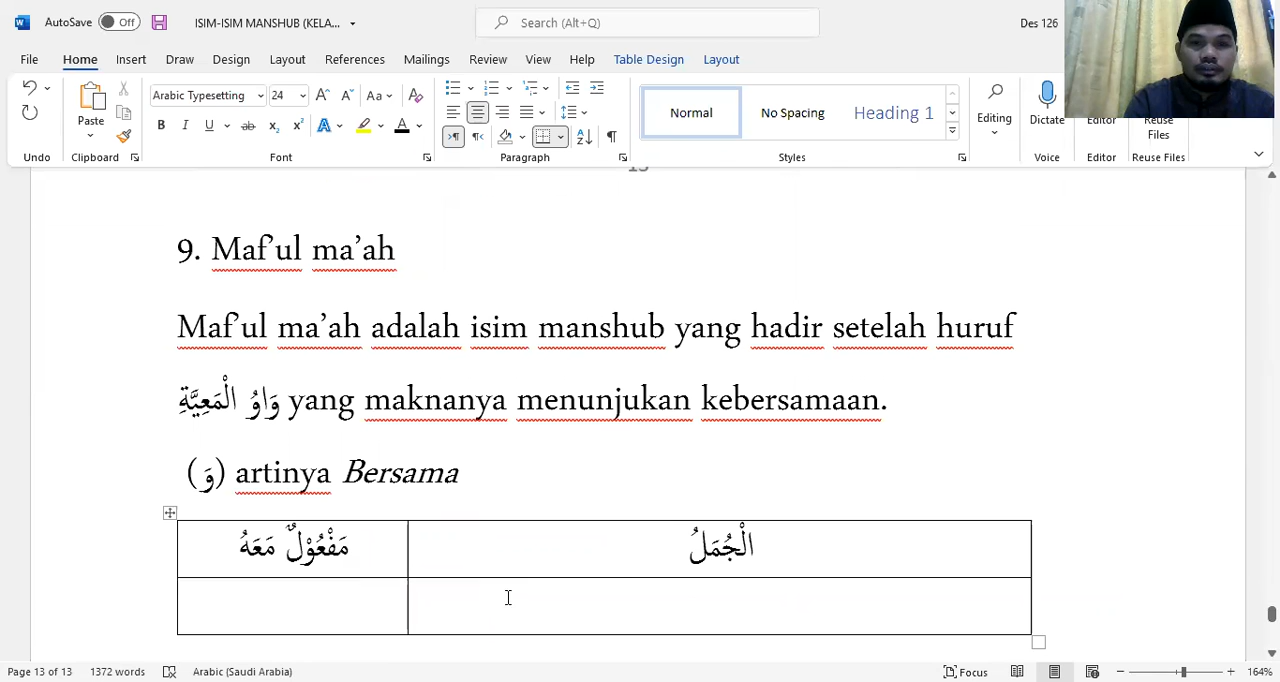 AutoSave Off ISIM-ISIM MANSHUB (KELA... Search (Alt+Q) Des 126
File Home Insert Draw Design Layout References Mailings Review View Help Table Design Layout
Paste Arabic Typesetting 24 Normal No Spacing Heading 1 Editing Dictate Editor Reuse Files
Undo Clipboard Font Paragraph Styles Voice Editor Reuse Files
13
9. Maf’ul ma’ah
Maf’ul ma’ah adalah isim manshub yang hadir setelah huruf
وَاوُ الْمَعِيَّةِ yang maknanya menunjukan kebersamaan.
(وَ) artinya Bersama
مَفْعُوْلٌ مَعَهُ الْجُمَلُ
Page 13 of 13 1372 words Arabic (Saudi Arabia) Focus 164%